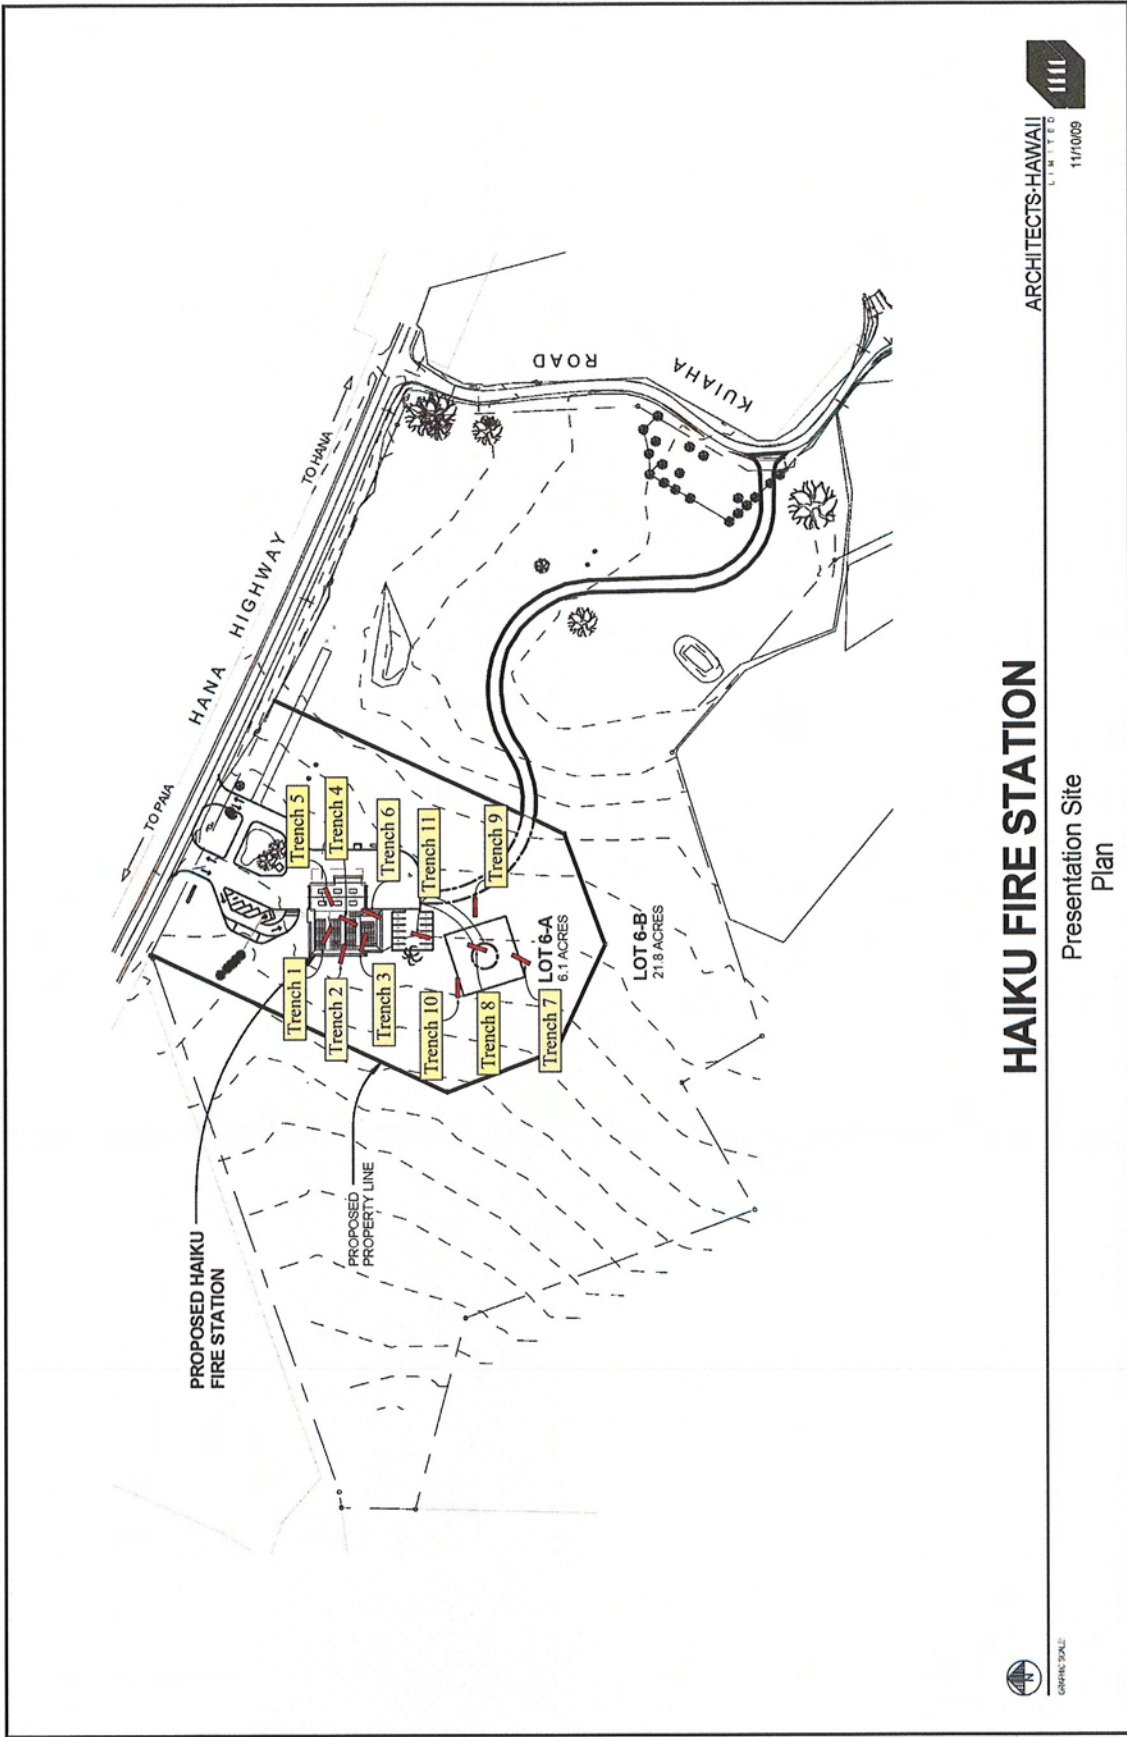 HANA HIGHWAY
TO PAIA
TO HANA
KUIAHA
ROAD
Trench 5
Trench 4
Trench 6
Trench 11
Trench 9
Trench 1
Trench 2
Trench 3
Trench 10
Trench 8
Trench 7
LOT 6-A
6.1 ACRES
LOT 6-B
21.8 ACRES
PROPOSED HAIKU
FIRE STATION
PROPOSED
PROPERTY LINE
N
GRAPHIC SCALE:
HAIKU FIRE STATION
Presentation Site
Plan
ARCHITECTS·HAWAII
LIMITED
11/10/09